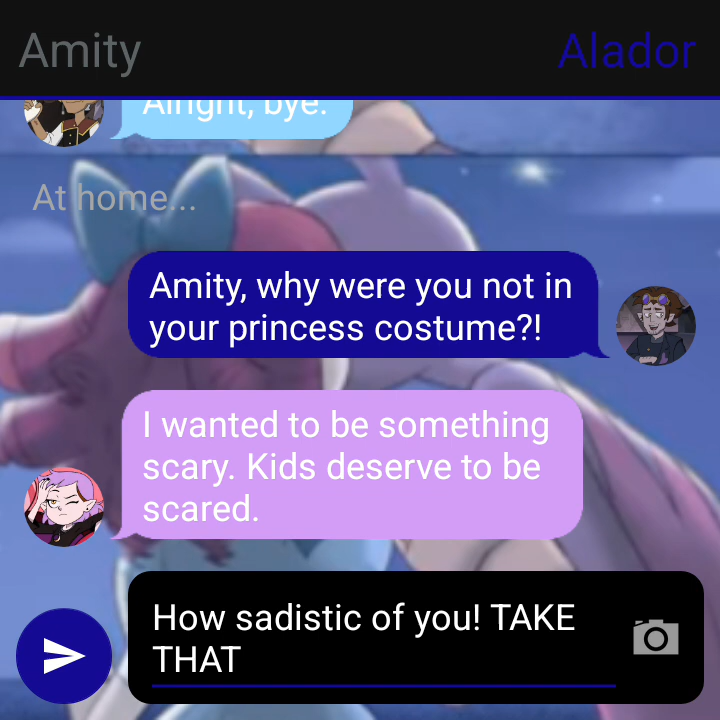 Amity
Alador
Alright, bye.
At home...
Amity, why were you not in
your princess costume?!
I wanted to be something
scary. Kids deserve to be
scared.
How sadistic of you! TAKE
THAT